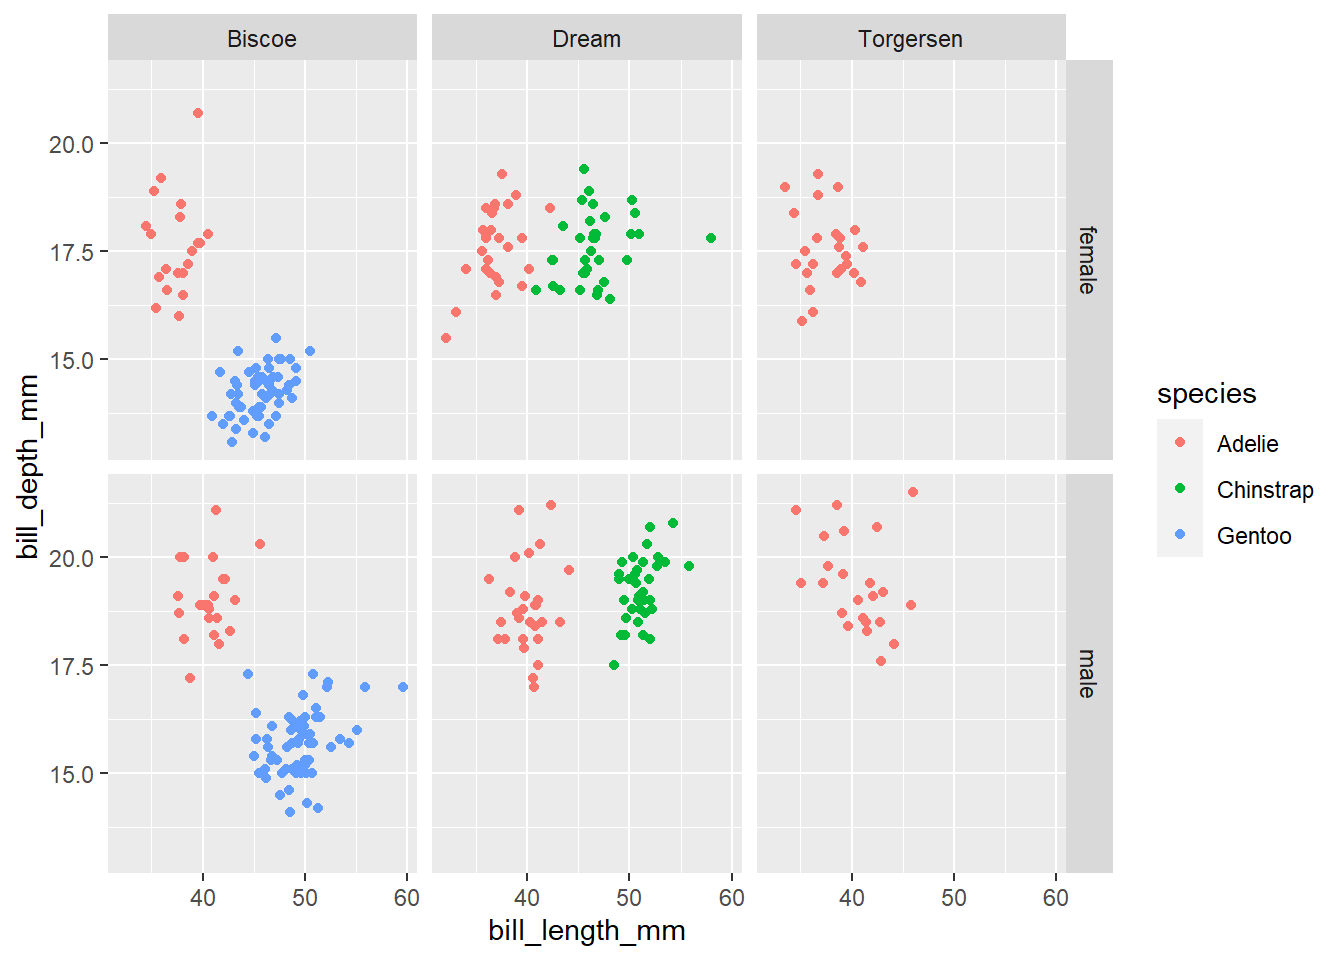 Biscoe Dream Torgersen
20.0
17.5
15.0
female
20.0
17.5
15.0
male
bill_depth_mm
40 50 60 40 50 60 40 50 60
bill_length_mm
species
Adelie
Chinstrap
Gentoo